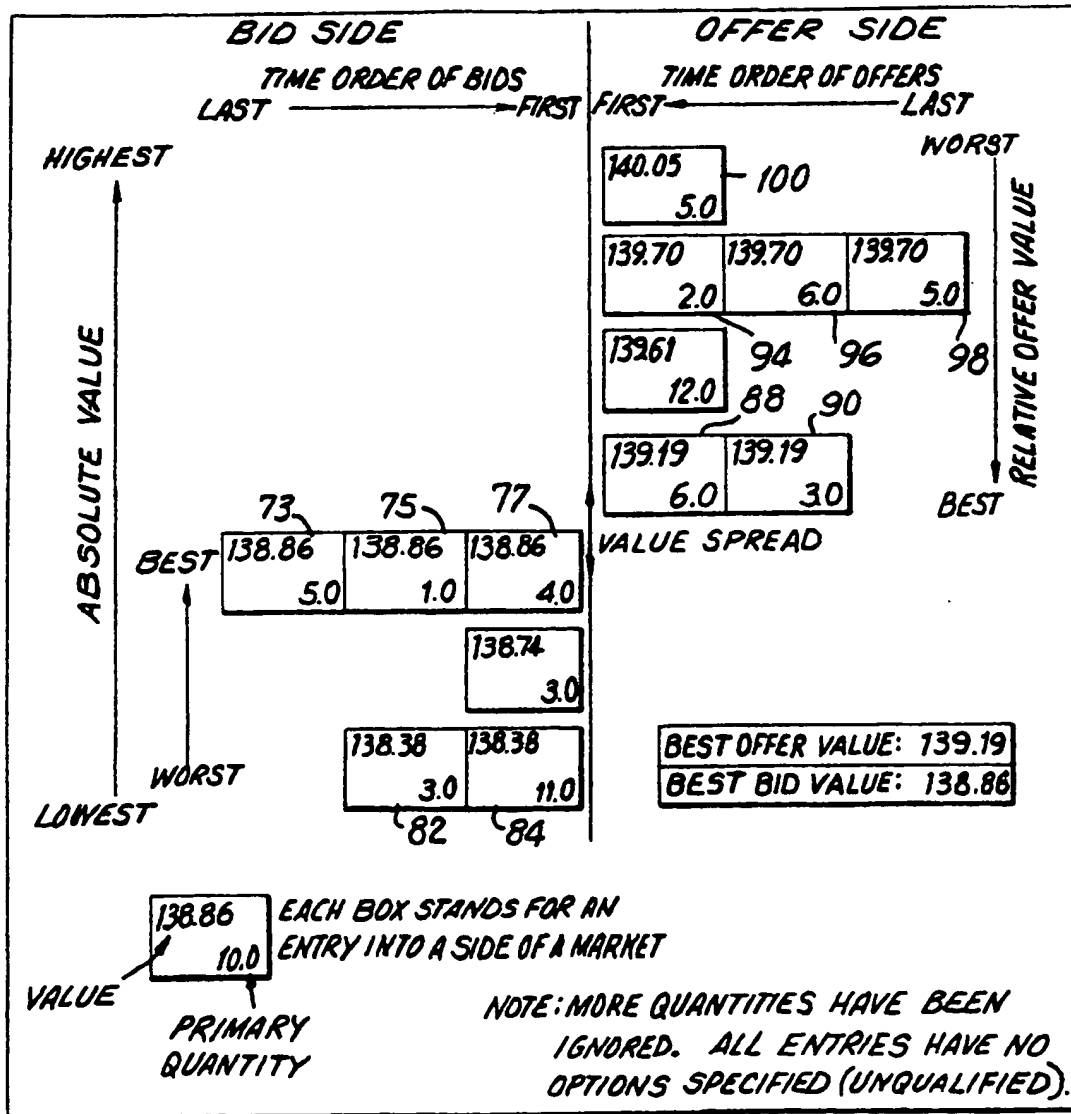 BID SIDE
OFFER SIDE
TIME ORDER OF BIDS
LAST FIRST
TIME ORDER OF OFFERS
FIRST LAST
HIGHEST
ABSOLUTE VALUE
LOWEST
WORST
RELATIVE OFFER VALUE
BEST
140.05
5.0
100
139.70 139.70 139.70
2.0 6.0 5.0
94 96 98
139.61
12.0
88 90
139.19 139.19
6.0 3.0
VALUE SPREAD
73 75 77
BEST
138.86 138.86 138.86
5.0 1.0 4.0
138.74
3.0
WORST
138.38 138.38
3.0 11.0
82 84
BEST OFFER VALUE: 139.19
BEST BID VALUE: 138.86
138.86
10.0
VALUE
PRIMARY
QUANTITY
EACH BOX STANDS FOR AN
ENTRY INTO A SIDE OF A MARKET
NOTE: MORE QUANTITIES HAVE BEEN
IGNORED. ALL ENTRIES HAVE NO
OPTIONS SPECIFIED (UNQUALIFIED).